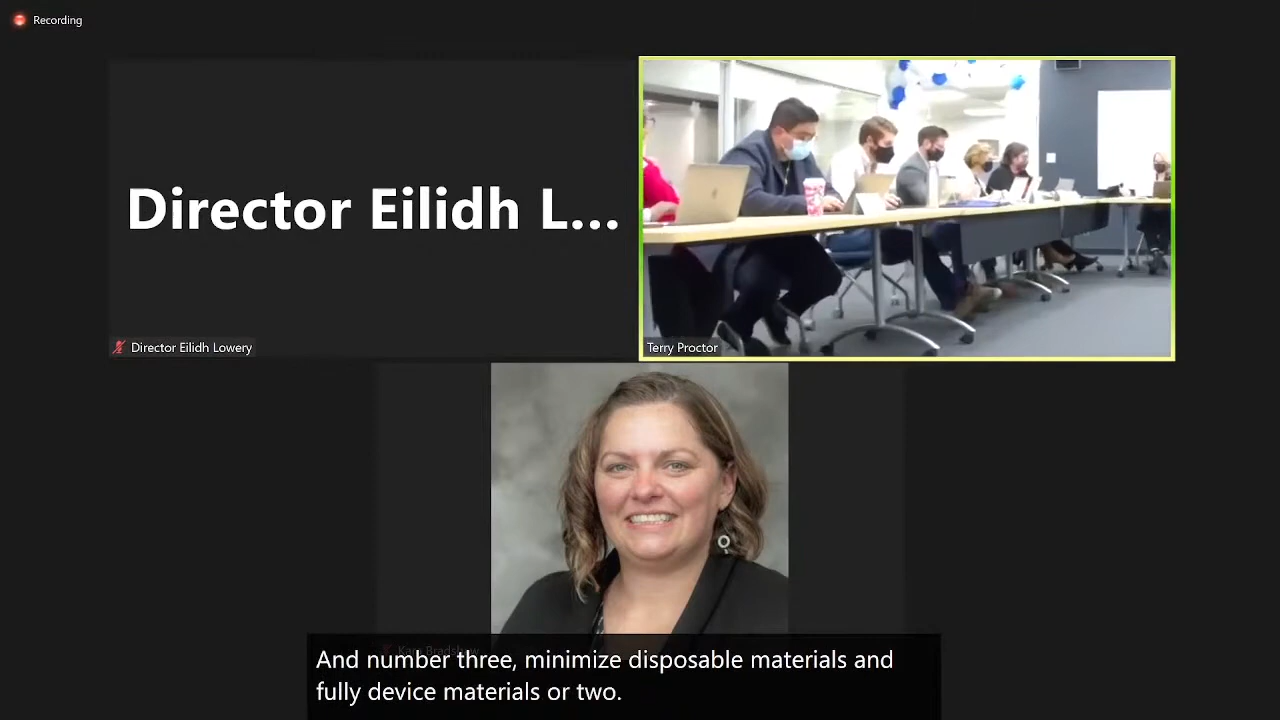 Recording
Director Eilidh L...
Director Eilidh Lowery
Terry Proctor
And number three, minimize disposable materials and
fully device materials or two.